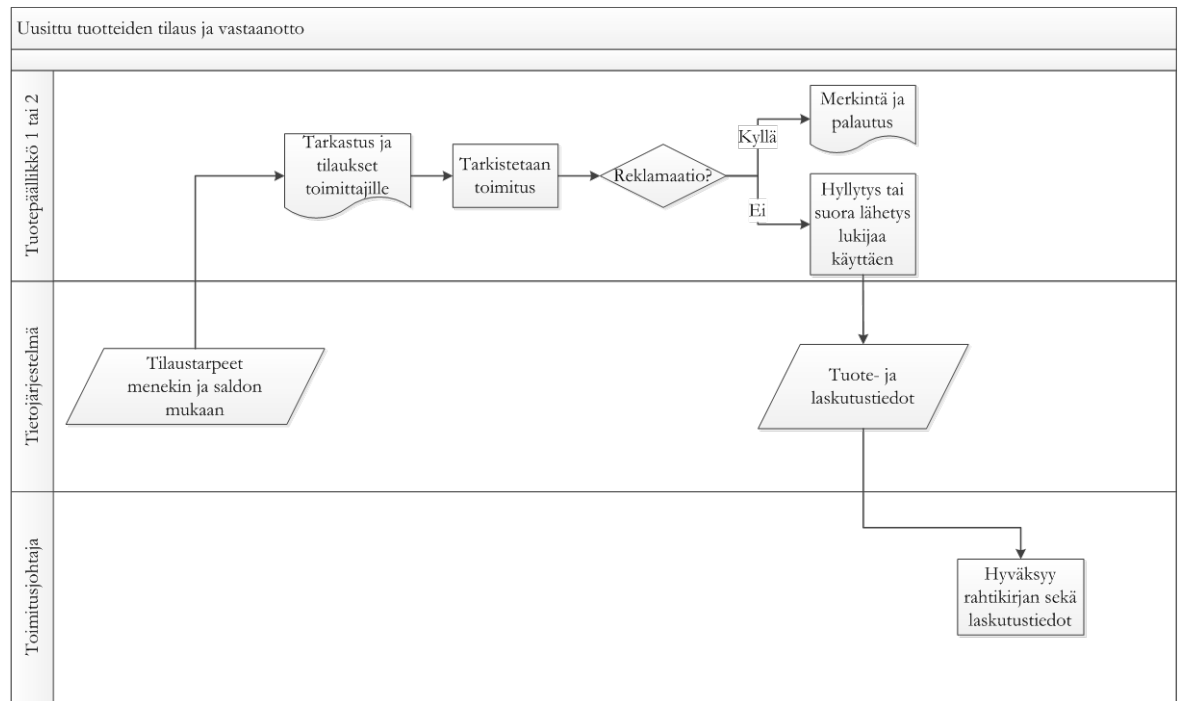 Uusittu tuotteiden tilaus ja vastaanotto
Tuotepäällikkö 1 tai 2
Tarkastus ja
tilaukset
toimittajille
Tarkistetaan
toimitus
Reklamaatio?
Kyllä
Merkintä ja
palautus
Ei
Hyllytys tai
suora lähetys
lukijaa
käyttäen
Tietojärjestelmä
Tilaustarpeet
menekin ja saldon
mukaan
Tuote- ja
laskutustiedot
Toimitusjohtaja
Hyväksyy
rahtikirjan sekä
laskutustiedot